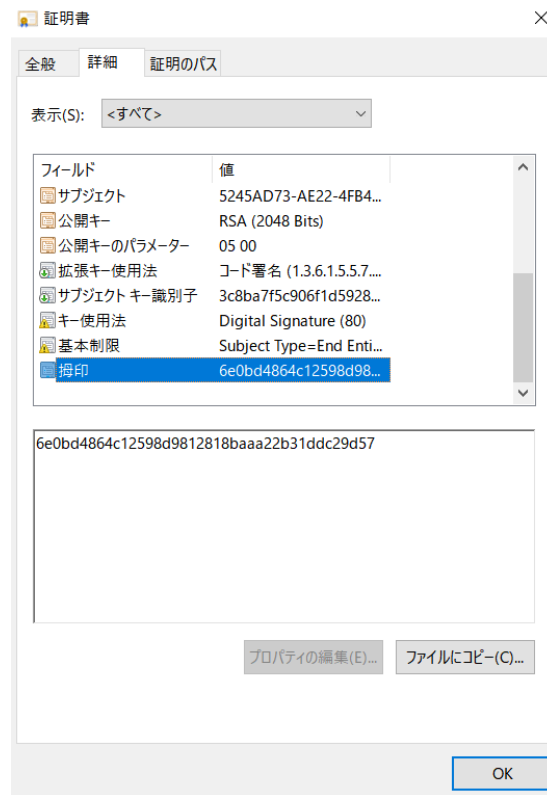 証明書
全般 詳細 証明のパス
表示(S): <すべて>
フィールド 値
サブジェクト 5245AD73-AE22-4FB4...
公開キー RSA (2048 Bits)
公開キーのパラメーター 05 00
拡張キー使用法 コード署名 (1.3.6.1.5.5.7....
サブジェクト キー識別子 3c8ba7f5c906f1d5928...
キー使用法 Digital Signature (80)
基本制限 Subject Type=End Enti...
拇印 6e0bd4864c12598d98...
6e0bd4864c12598d9812818baaa22b31ddc29d57
プロパティの編集(E)... ファイルにコピー(C)...
OK